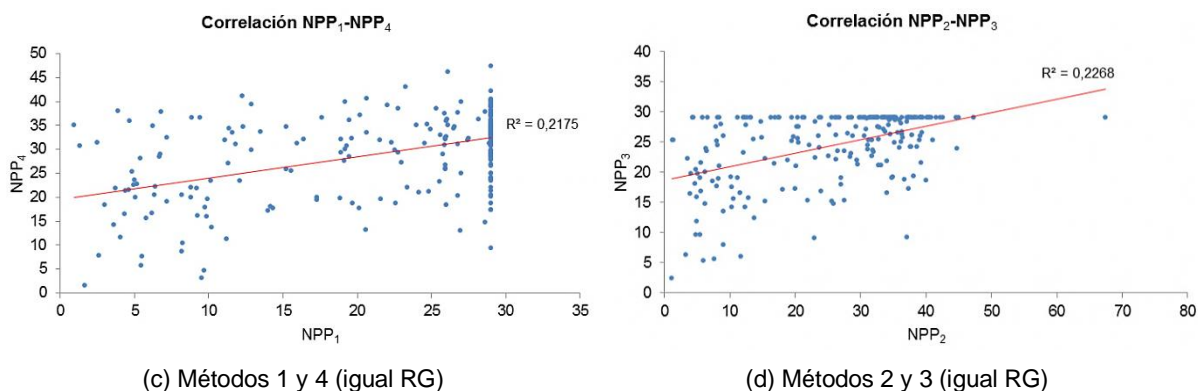 Correlación NPP₁-NPP₄
50
45
40
35
30
25
20
15
10
5
0
NPP₄
R² = 0,2175
0 5 10 15 20 25 30 35
NPP₁
(c) Métodos 1 y 4 (igual RG)
Correlación NPP₂-NPP₃
40
35
30
25
20
15
10
5
0
NPP₃
R² = 0,2268
0 10 20 30 40 50 60 70 80
NPP₂
(d) Métodos 2 y 3 (igual RG)